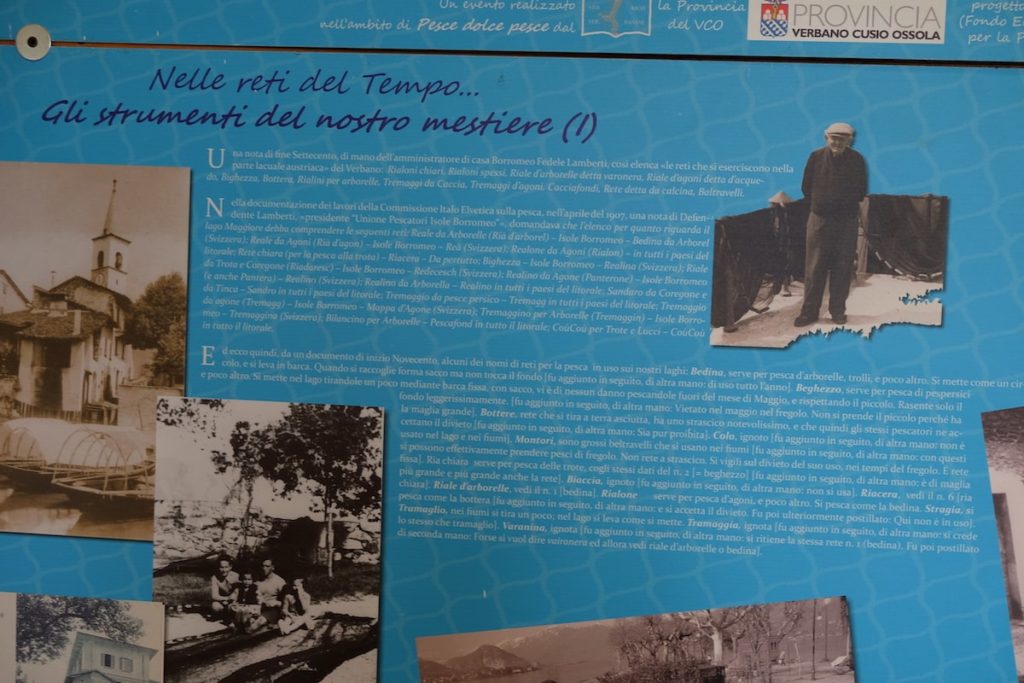 Un evento realizzato
nell'ambito di Pesce dolce pesce dal
la Provincia
del VCO
PROVINCIA
VERBANO CUSIO OSSOLA
progetto
(Fondo E
per la P
Nelle reti del Tempo...
Gli strumenti del nostro mestiere (I)
Una nota di fine Settecento, di mano dell'amministratore di casa Borromeo Fedele Lamberti, così elenca «le reti che si eserciscono nella
parte lacuale austriaca» del Verbano: Rialoni chiari, Rialoni spessi, Riale d'arborelle detta varonera, Riale d'agoni detta d'acque-
do, Bighezza, Bottera, Rialini per arborelle, Tremaggi da Caccia, Tremaggi d'agoni, Cacciafondi, Rete detta da calcina, Baltravelli.
Nella documentazione dei lavori della Commissione Italo Elvetica sulla pesca, nell'aprile del 1907, una nota di Defen-
dente Lamberti, «presidente "Unione Pescatori Isole Borromeo"», domandava che l'elenco per quanto riguarda il
lago Maggiore debba comprendere le seguenti reti: Reale da Arborelle (Rià d'arborel) – Isole Borromeo – Bedina da Arborel
(Svizzera); Reale da Agoni (Rià d'agon) – Isole Borromeo – Reà (Svizzera); Realone da Agoni (Rialon) – in tutti i paesi del
litorale; Rete chiara (per la pesca alla trota) – Riacera – Da pertutto; Bighezza – Isole Borromeo – Realina (Svizzera); Riale
da Trota e Coregone (Riadaresc) – Isole Borromeo – Redecesch (Svizzera); Realino da Agone (Panterone) – Isole Borromeo
(e anche Pantera) – Realino (Svizzera); Realino da Arborella – Realino in tutti i paesi del litorale; Sandaro da Coregone e
da Tinca – Sandro in tutti i paesi del litorale; Tremaggio da pesce persico – Tremagg in tutti i paesi del litorale; Tremaggio
da agone (Tremagg) – Isole Borromeo – Mappa d'Agone (Svizzera); Tremaggino per Arborelle (Tremaggin) – Isole Borro-
meo – Tremaggina (Svizzera); Bilancino per Arborelle – Pescafond in tutto il litorale; CoùCoù per Trote e Lucci – CoùCoù
in tutto il litorale.
Ed ecco quindi, da un documento di inizio Novecento, alcuni dei nomi di reti per la pesca in uso sui nostri laghi: Bedina, serve per pesca d'arborelle, trolli, e poco altro. Si mette come un cir
colo, e si leva in barca. Quando si raccoglie forma sacco ma non tocca il fondo [fu aggiunto in seguito, di altra mano: di uso tutto l'anno]. Beghezzo, serve per pesca di pespersici
e poco altro. Si mette nel lago tirandole un poco mediante barca fissa, con sacco, vi è di nessun danno pescandole fuori del mese di Maggio, e rispettando il piccolo. Rasente solo il
fondo leggerissimamente. [fu aggiunto in seguito, di altra mano: Vietato nel maggio nel fregolo. Non si prende il piccolo perché ha
la maglia grande]. Bottere, rete che si tira a terra asciutta, ha uno strascico notevolissimo, e che quindi gli stessi pescatori ne ac-
cettano il divieto [fu aggiunto in seguito, di altra mano: Sia pur proibita]. Cola, ignoto [fu aggiunto in seguito, di altra mano: non è
usato nel lago e nei fiumi]. Montori, sono grossi beltravelli che si usano nei fiumi [fu aggiunto in seguito, di altra mano: con questi
si possono effettivamente prendere pesci di fregolo. Non rete a strascico. Si vigili sul divieto del suo uso, nei tempi del fregolo. È rete
fissa]. Ria chiara serve per pesca delle trote, cogli stessi dati del n. 2 [= beghezzo] [fu aggiunto in seguito, di altra mano: è di maglia
più grande e più grande anche la rete]. Biaccia, ignoto [fu aggiunto in seguito, di altra mano: non si usa]. Riacera, vedi il n. 6 [ria
chiara]. Riale d'arborelle, vedi il n. 1 [bedina]. Rialone serve per pesca d'agoni, e poco altro. Si pesca come la bedina. Stragia, si
pesca come la bottera [fu aggiunto in seguito, di altra mano: e si accetta il divieto. Fu poi ulteriormente postillato: Qui non è in uso].
Tramaglio, nei fiumi si tira un poco, nel lago si leva come si mette. Tramaggia, ignota [fu aggiunto in seguito, di altra mano: si crede
lo stesso che tramaglio]. Varanina, ignota [fu aggiunto in seguito, di altra mano: si ritiene la stessa rete n. 1 (bedina). Fu poi postillato
di seconda mano: Forse si vuol dire vaironera ed allora vedi riale d'arborelle o bedina].